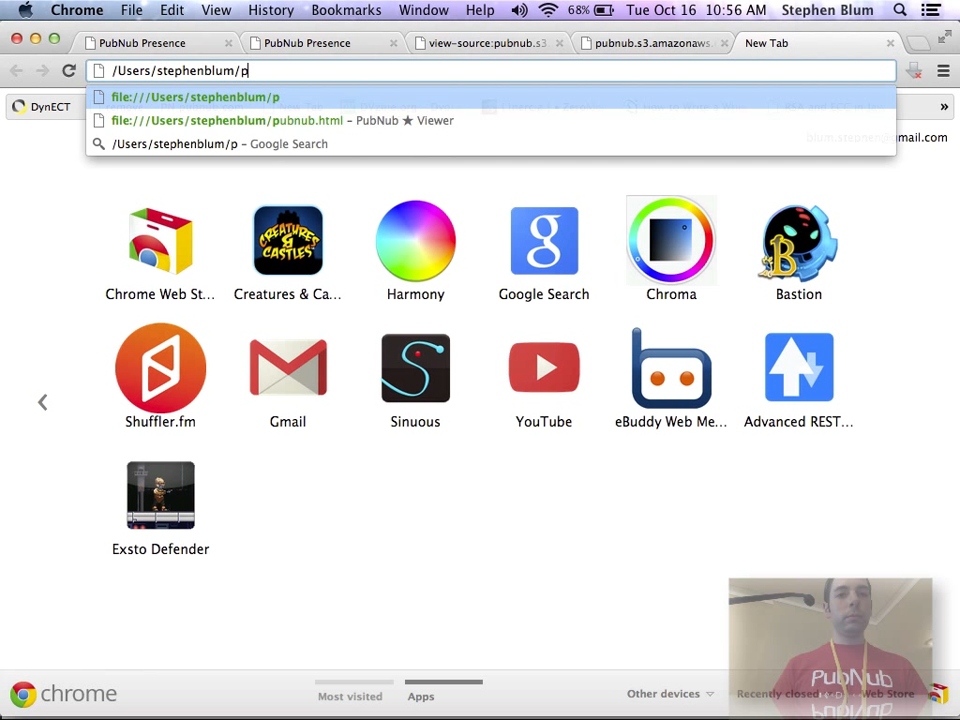 Chrome File Edit View History Bookmarks Window Help 68% Tue Oct 16 10:56 AM Stephen Blum
PubNub Presence PubNub Presence view-source:pubnub.s3. pubnub.s3.amazonaws. New Tab
/Users/stephenblum/p
DynECT »
file:///Users/stephenblum/p
file:///Users/stephenblum/pubnub.html – PubNub ★ Viewer
/Users/stephenblum/p – Google Search
Chrome Web St... Creatures & Ca... Harmony Google Search Chroma Bastion
CREATURES & CASTLES
g
B
Shuffler.fm Gmail Sinuous YouTube eBuddy Web Me... Advanced REST...
Exsto Defender
PubNub
chrome Most visited Apps Other devices Recently closed Web Store